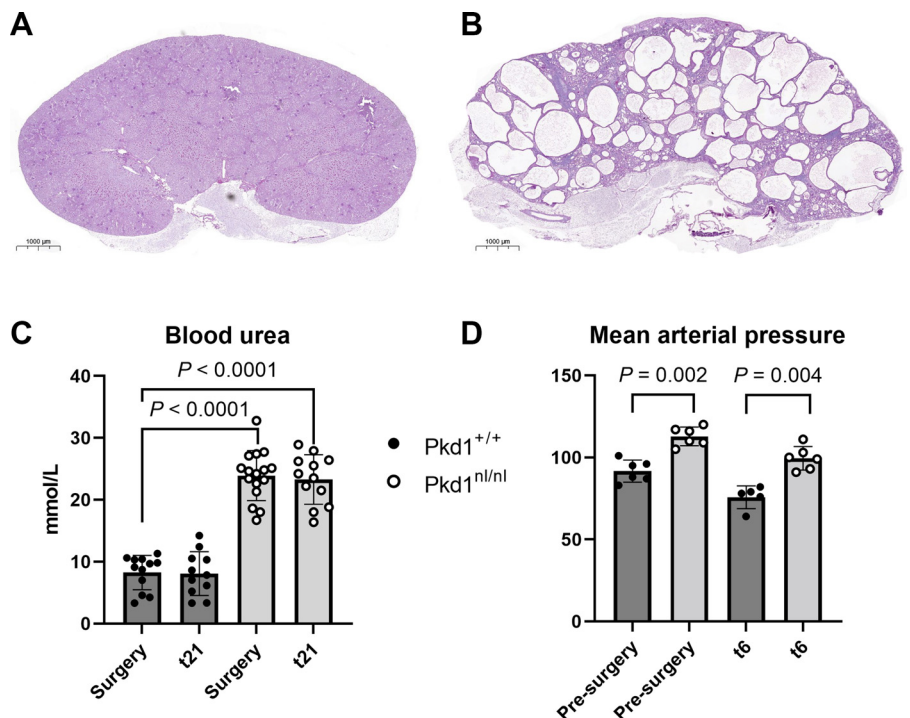 A
B
1000 µm
1000 µm
C
Blood urea
P < 0.0001
P < 0.0001
mmol/L
40
30
20
10
0
Surgery
t21
Surgery
t21
Pkd1+/+
Pkd1nl/nl
D
Mean arterial pressure
P = 0.002
P = 0.004
150
100
50
0
Pre-surgery
Pre-surgery
t6
t6